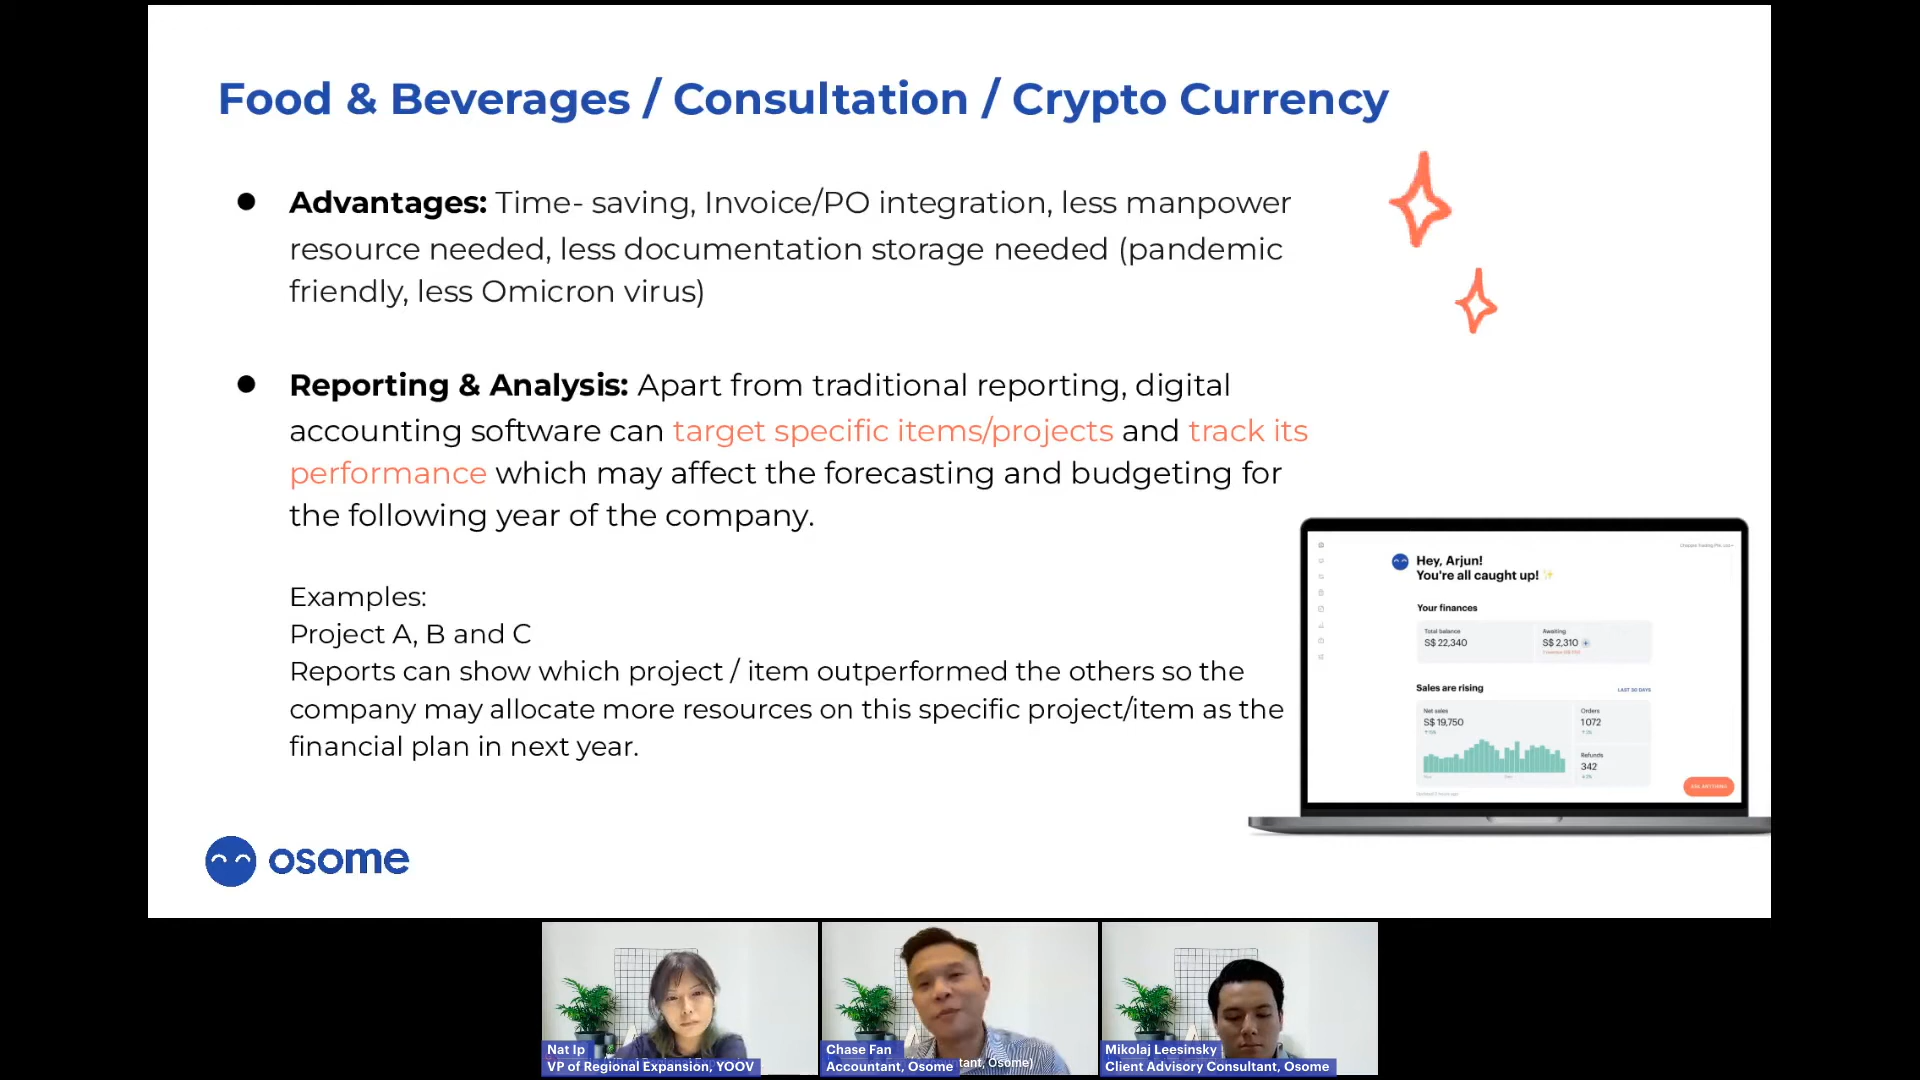 Food & Beverages / Consultation / Crypto Currency
● Advantages: Time- saving, Invoice/PO integration, less manpower
resource needed, less documentation storage needed (pandemic
friendly, less Omicron virus)
● Reporting & Analysis: Apart from traditional reporting, digital
accounting software can target specific items/projects and track its
performance which may affect the forecasting and budgeting for
the following year of the company.
Examples:
Project A, B and C
Reports can show which project / item outperformed the others so the
company may allocate more resources on this specific project/item as the
financial plan in next year.
Hey, Arjun!
You're all caught up!
Your finances
Total balance
S$ 22,340
Awaiting
S$ 2,310
Sales are rising
LAST 30 DAYS
Net sales
S$ 19,750
Orders
1 072
Refunds
342
ASK ANYTHING
osome
Nat Ip
VP of Regional Expansion, YOOV
Chase Fan
Accountant, Osome
tant, Osome)
Mikolaj Leesinsky
Client Advisory Consultant, Osome